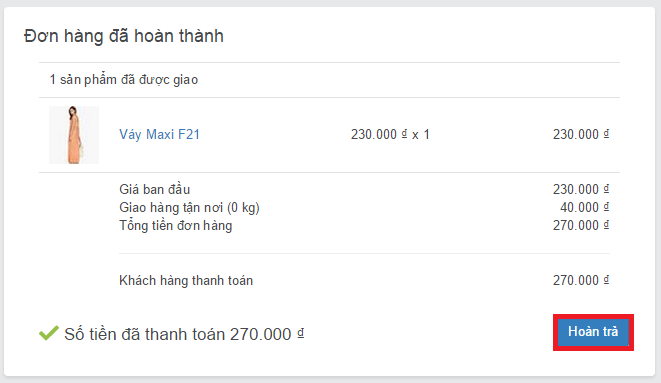 Đơn hàng đã hoàn thành
1 sản phẩm đã được giao
Váy Maxi F21 230.000 ₫ x 1 230.000 ₫
Giá ban đầu 230.000 ₫
Giao hàng tận nơi (0 kg) 40.000 ₫
Tổng tiền đơn hàng 270.000 ₫
Khách hàng thanh toán 270.000 ₫
Số tiền đã thanh toán 270.000 ₫ Hoàn trả